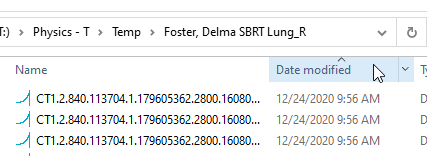 T:) > Physics - T > Temp > Foster, Delma SBRT Lung_R
Name Date modified Ty
CT1.2.840.113704.1.179605362.2800.16080... 12/24/2020 9:56 AM D
CT1.2.840.113704.1.179605362.2800.16080... 12/24/2020 9:56 AM D
CT1.2.840.113704.1.179605362.2800.16080... 12/24/2020 9:56 AM D